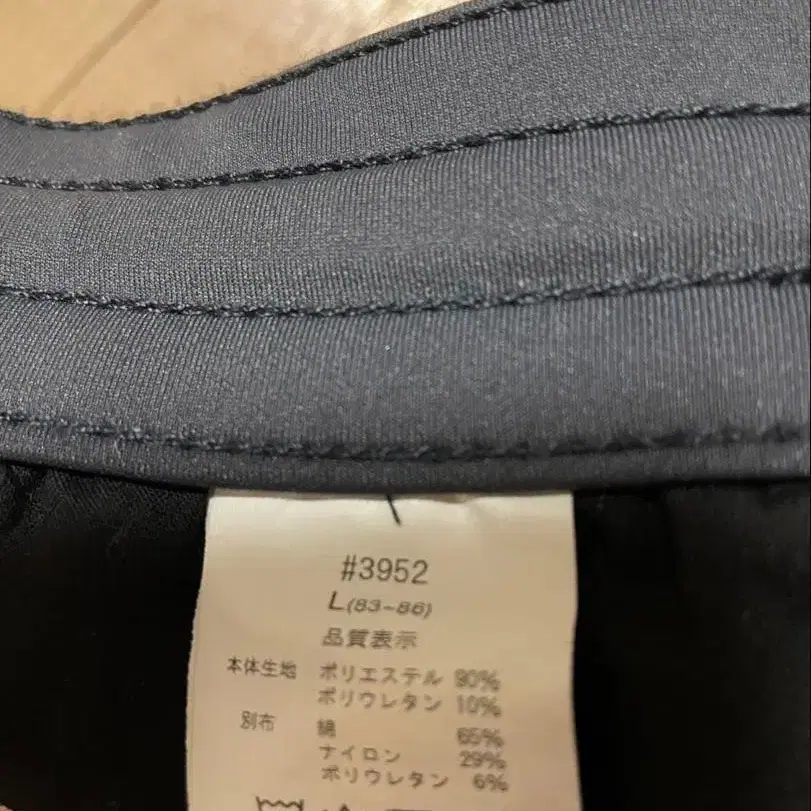 #3952
L(83~86)
品質表示
本体生地 ポリエステル 90%
ポリウレタン 10%
別布 綿 65%
ナイロン 29%
ポリウレタン 6%